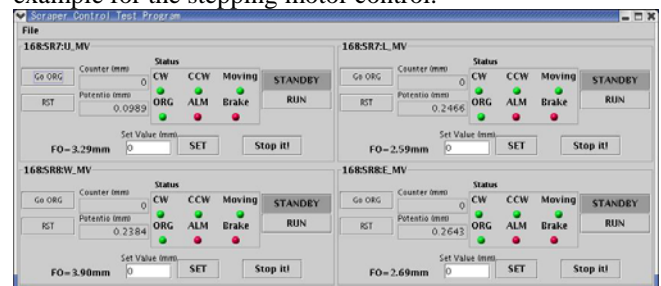 example for the stepping motor control.
Soraper Control Test Program
File
168:SR7:U_MV
Go ORG
Counter (mm)
0
RST
Potentio (mm)
0.0989
Status
CW CCW Moving
ORG ALM Brake
STANDBY
RUN
FO=3.29mm
Set Value (mm)
0
SET
Stop it!
168:SR7:L_MV
Go ORG
Counter (mm)
0
RST
Potentio (mm)
0.2466
Status
CW CCW Moving
ORG ALM Brake
STANDBY
RUN
FO=2.59mm
Set Value (mm)
0
SET
Stop it!
168:SR8:W_MV
Go ORG
Counter (mm)
0
RST
Potentio (mm)
0.2384
Status
CW CCW Moving
ORG ALM Brake
STANDBY
RUN
FO=3.90mm
Set Value (mm)
0
SET
Stop it!
168:SR8:E_MV
Go ORG
Counter (mm)
0
RST
Potentio (mm)
0.2643
Status
CW CCW Moving
ORG ALM Brake
STANDBY
RUN
FO=2.69mm
Set Value (mm)
0
SET
Stop it!